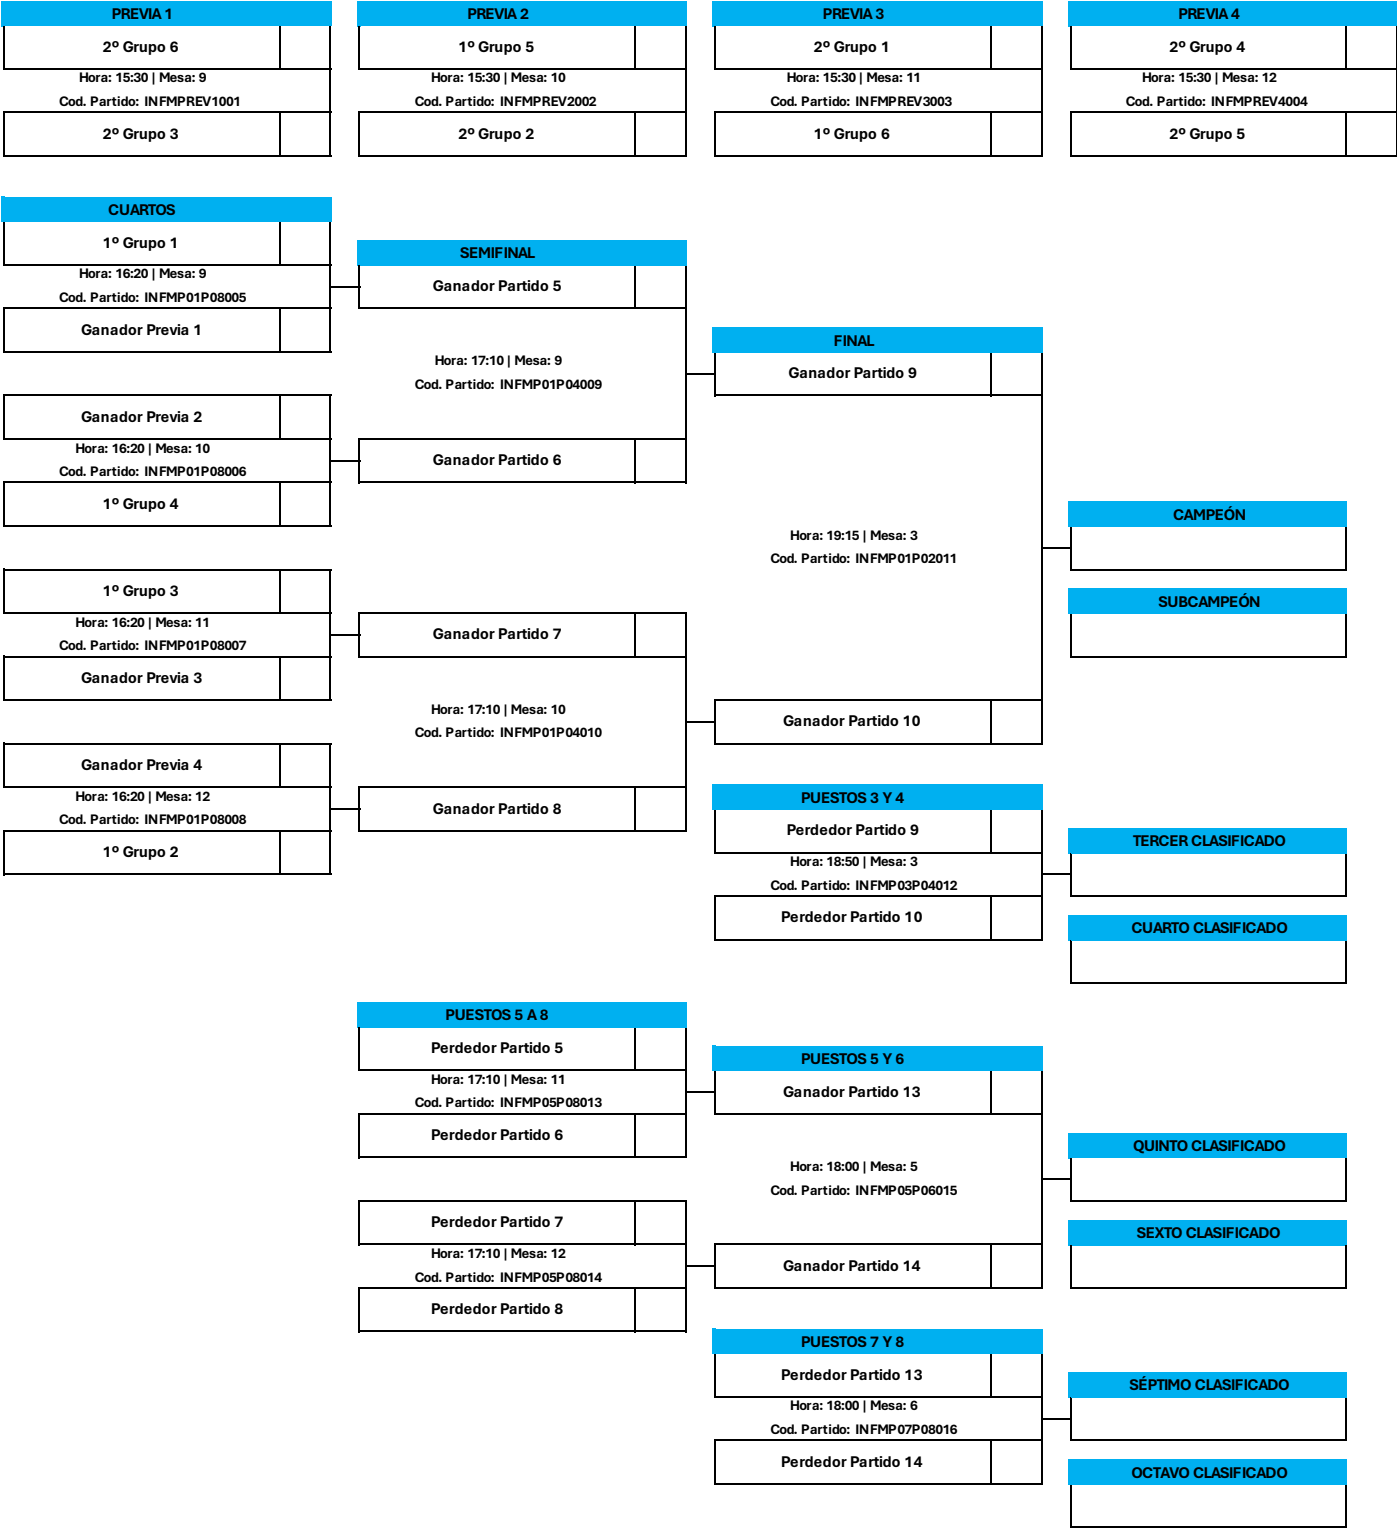 PREVIA 1
2º Grupo 6
Hora: 15:30 | Mesa: 9
Cod. Partido: INFMPREV1001
2º Grupo 3
PREVIA 2
1º Grupo 5
Hora: 15:30 | Mesa: 10
Cod. Partido: INFMPREV2002
2º Grupo 2
PREVIA 3
2º Grupo 1
Hora: 15:30 | Mesa: 11
Cod. Partido: INFMPREV3003
1º Grupo 6
PREVIA 4
2º Grupo 4
Hora: 15:30 | Mesa: 12
Cod. Partido: INFMPREV4004
2º Grupo 5
CUARTOS
1º Grupo 1
Hora: 16:20 | Mesa: 9
Cod. Partido: INFMP01P08005
Ganador Previa 1
Ganador Previa 2
Hora: 16:20 | Mesa: 10
Cod. Partido: INFMP01P08006
1º Grupo 4
1º Grupo 3
Hora: 16:20 | Mesa: 11
Cod. Partido: INFMP01P08007
Ganador Previa 3
Ganador Previa 4
Hora: 16:20 | Mesa: 12
Cod. Partido: INFMP01P08008
1º Grupo 2
SEMIFINAL
Ganador Partido 5
Hora: 17:10 | Mesa: 9
Cod. Partido: INFMP01P04009
Ganador Partido 6
Ganador Partido 7
Hora: 17:10 | Mesa: 10
Cod. Partido: INFMP01P04010
Ganador Partido 8
FINAL
Ganador Partido 9
Hora: 19:15 | Mesa: 3
Cod. Partido: INFMP01P02011
Ganador Partido 10
CAMPEÓN
SUBCAMPEÓN
PUESTOS 3 Y 4
Perdedor Partido 9
Hora: 18:50 | Mesa: 3
Cod. Partido: INFMP03P04012
Perdedor Partido 10
TERCER CLASIFICADO
CUARTO CLASIFICADO
PUESTOS 5 A 8
Perdedor Partido 5
Hora: 17:10 | Mesa: 11
Cod. Partido: INFMP05P08013
Perdedor Partido 6
Perdedor Partido 7
Hora: 17:10 | Mesa: 12
Cod. Partido: INFMP05P08014
Perdedor Partido 8
PUESTOS 5 Y 6
Ganador Partido 13
Hora: 18:00 | Mesa: 5
Cod. Partido: INFMP05P06015
Ganador Partido 14
QUINTO CLASIFICADO
SEXTO CLASIFICADO
PUESTOS 7 Y 8
Perdedor Partido 13
Hora: 18:00 | Mesa: 6
Cod. Partido: INFMP07P08016
Perdedor Partido 14
SÉPTIMO CLASIFICADO
OCTAVO CLASIFICADO